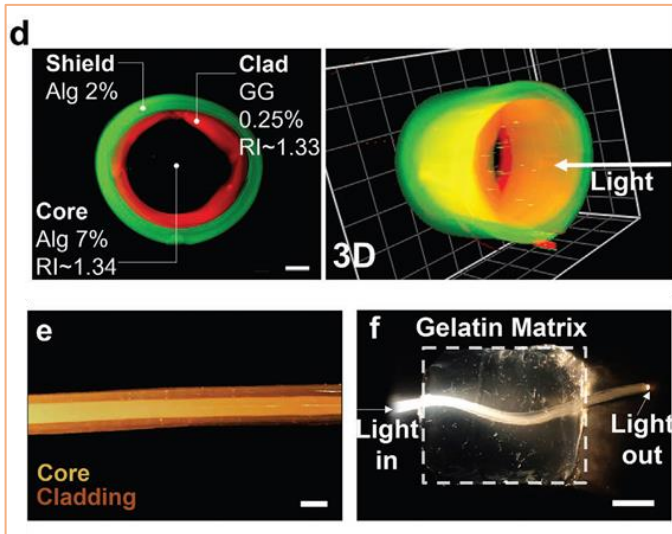 d
Shield
Alg 2%
Clad
GG
0.25%
RI~1.33
Core
Alg 7%
RI~1.34
Light
3D
e
Core
Cladding
f
Gelatin Matrix
Light
in
Light
out